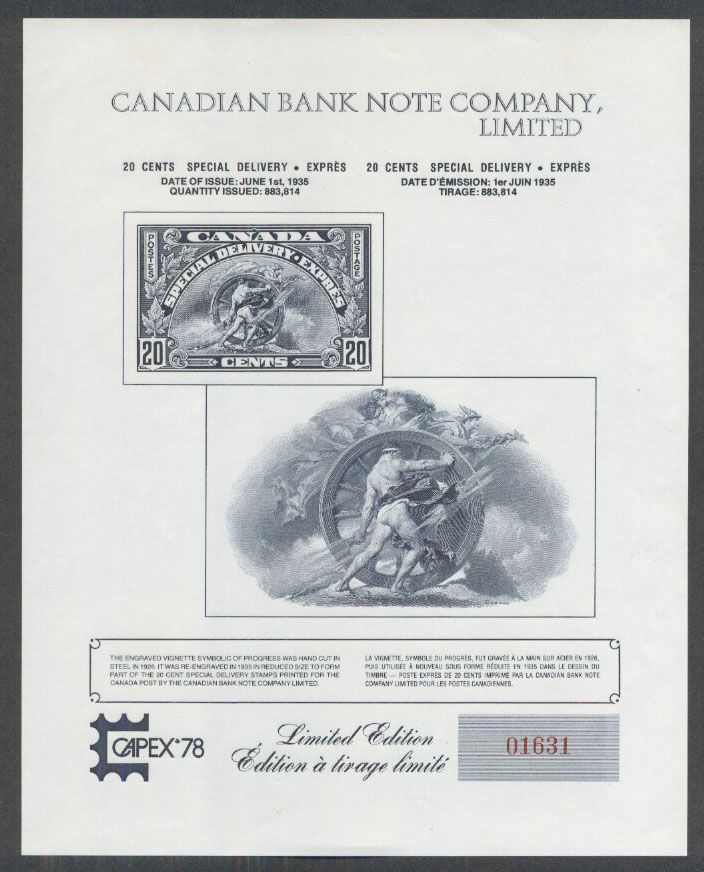 CANADIAN BANK NOTE COMPANY,
LIMITED
20 CENTS SPECIAL DELIVERY • EXPRÈS
DATE OF ISSUE: JUNE 1st, 1935
QUANTITY ISSUED: 883,814
20 CENTS SPECIAL DELIVERY • EXPRÈS
DATE D'ÉMISSION: 1er JUIN 1935
TIRAGE: 883,814
CANADA
POSTES
POSTAGE
SPECIAL DELIVERY·EXPRÈS
20
20
CENTS
THE ENGRAVED VIGNETTE SYMBOLIC OF PROGRESS WAS HAND CUT IN
STEEL IN 1926. IT WAS RE-ENGRAVED IN 1935 IN REDUCED SIZE TO FORM
PART OF THE 20 CENT SPECIAL DELIVERY STAMPS PRINTED FOR THE
CANADA POST BY THE CANADIAN BANK NOTE COMPANY LIMITED.
LA VIGNETTE, SYMBOLE DU PROGRÈS, FUT GRAVÉE À LA MAIN SUR ACIER EN 1926,
PUIS UTILISÉE À NOUVEAU SOUS FORME RÉDUITE EN 1935 DANS LE DESSIN DU
TIMBRE — POSTE EXPRÈS DE 20 CENTS IMPRIMÉ PAR LA CANADIAN BANK NOTE
COMPANY LIMITED POUR LES POSTES CANADIENNES.
CAPEX·78
Limited Edition
Édition à tirage limité
01631